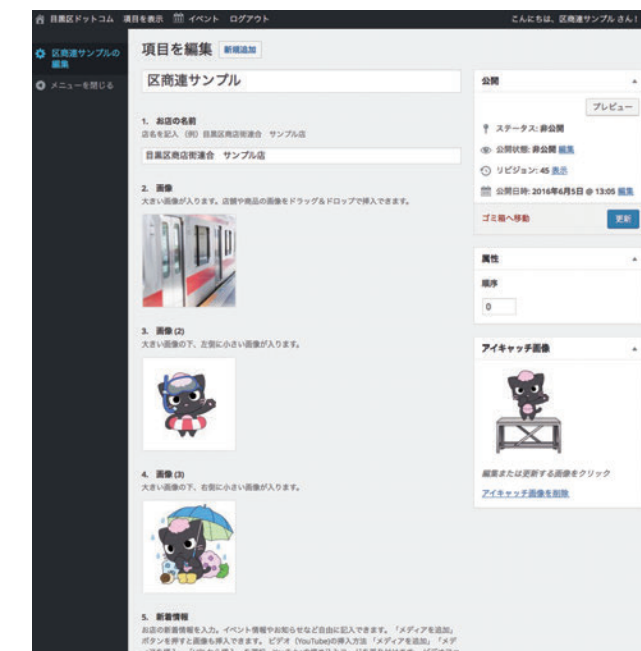 目黒区ドットコム 項目を表示 イベント ログアウト こんにちは、区商連サンプル さん!
区商連サンプルの
編集
メニューを閉じる
項目を編集 新規追加
区商連サンプル
1. お店の名前
店名を記入 (例) 目黒区商店街連合 サンプル店
目黒区商店街連合 サンプル店
2. 画像
大きい画像が入ります。店舗や商品の画像をドラッグ&ドロップで挿入できます。
3. 画像 (2)
大きい画像の下、左側に小さい画像が入ります。
4. 画像 (3)
大きい画像の下、右側に小さい画像が入ります。
5. 新着情報
お店の新着情報を入力。イベント情報やお知らせなど自由に記入できます。「メディアを追加」
ボタンを押すと画像も挿入できます。 ビデオ (YouTube)の挿入方法 「メディアを追加」「メデ
公開
プレビュー
ステータス: 非公開
公開状態: 非公開 編集
リビジョン: 45 表示
公開日時: 2016年6月5日 @ 13:05 編集
ゴミ箱へ移動 更新
属性
順序
0
アイキャッチ画像
編集または更新する画像をクリック
アイキャッチ画像を削除